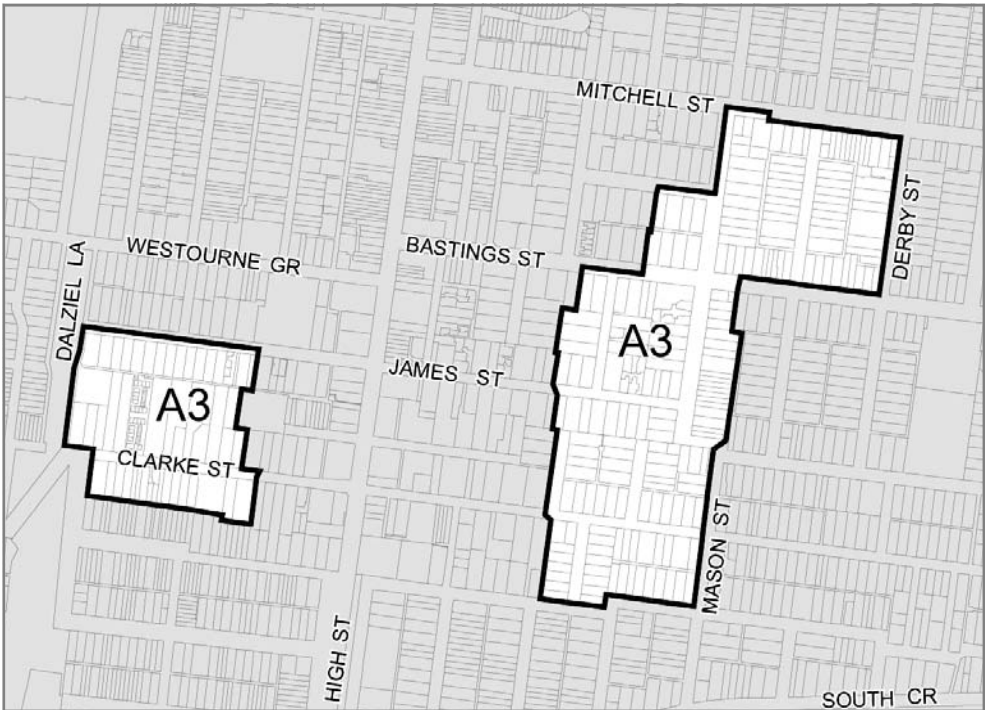 MITCHELL ST
DERBY ST
WESTOURNE GR
BASTINGS ST
DALZIEL LA
A3
JAMES ST
A3
CLARKE ST
MASON ST
HIGH ST
SOUTH CR